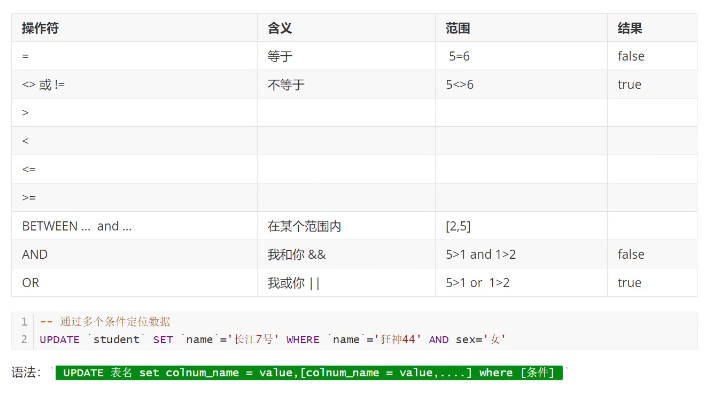 操作符 含义 范围 结果
= 等于 5=6 false
<> 或 != 不等于 5<>6 true
>
<
<=
>=
BETWEEN ... and ... 在某个范围内 [2,5]
AND 我和你 && 5>1 and 1>2 false
OR 我或你 || 5>1 or 1>2 true
1 -- 通过多个条件定位数据
2 UPDATE `student` SET `name`='长江7号' WHERE `name`='狂神44' AND sex='女'
语法：` UPDATE 表名 set colnum_name = value,[colnum_name = value,....] where [条件] `